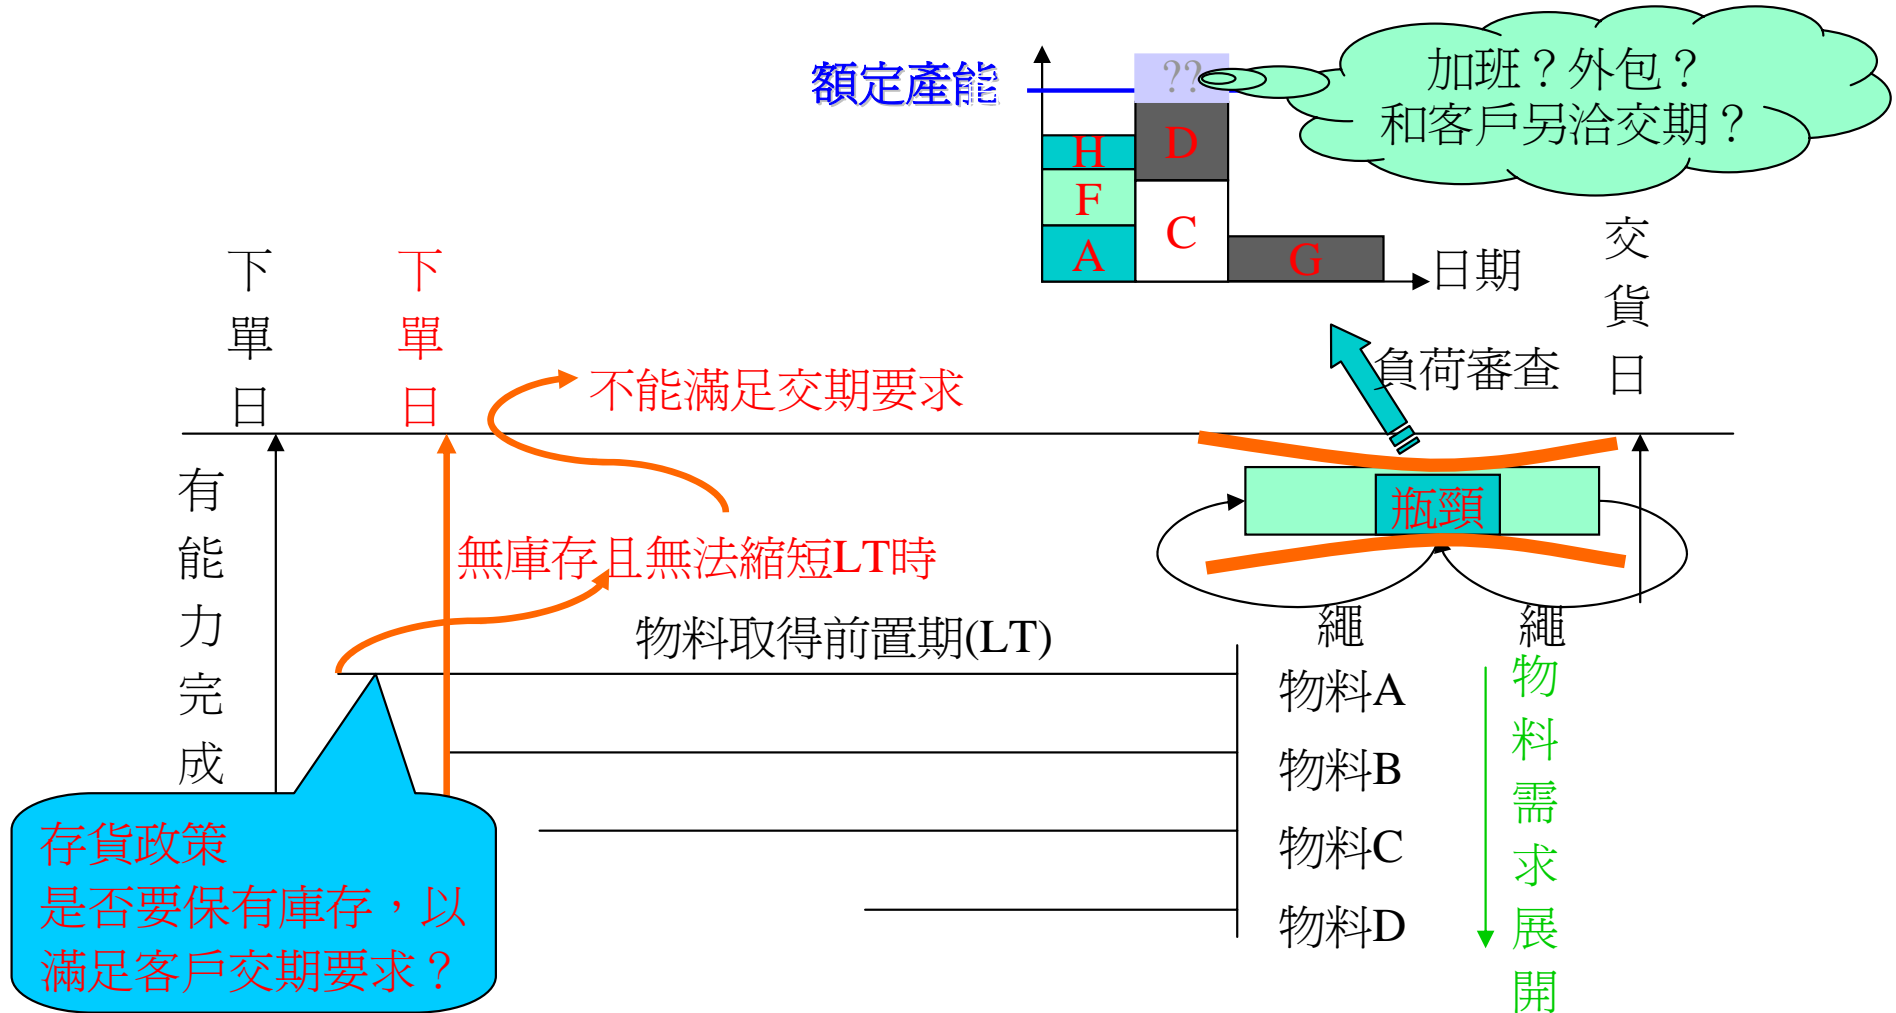 額定產能
??
加班？外包？
和客戶另洽交期？
H
F
A
D
C
G
日期
下單日
下單日
交貨日
負荷審查
不能滿足交期要求
有能力完成
瓶頸
無庫存且無法縮短LT時
繩
繩
物料取得前置期(LT)
物料A
物料B
物料C
物料D
物料需求展開
存貨政策
是否要保有庫存，以
滿足客戶交期要求？